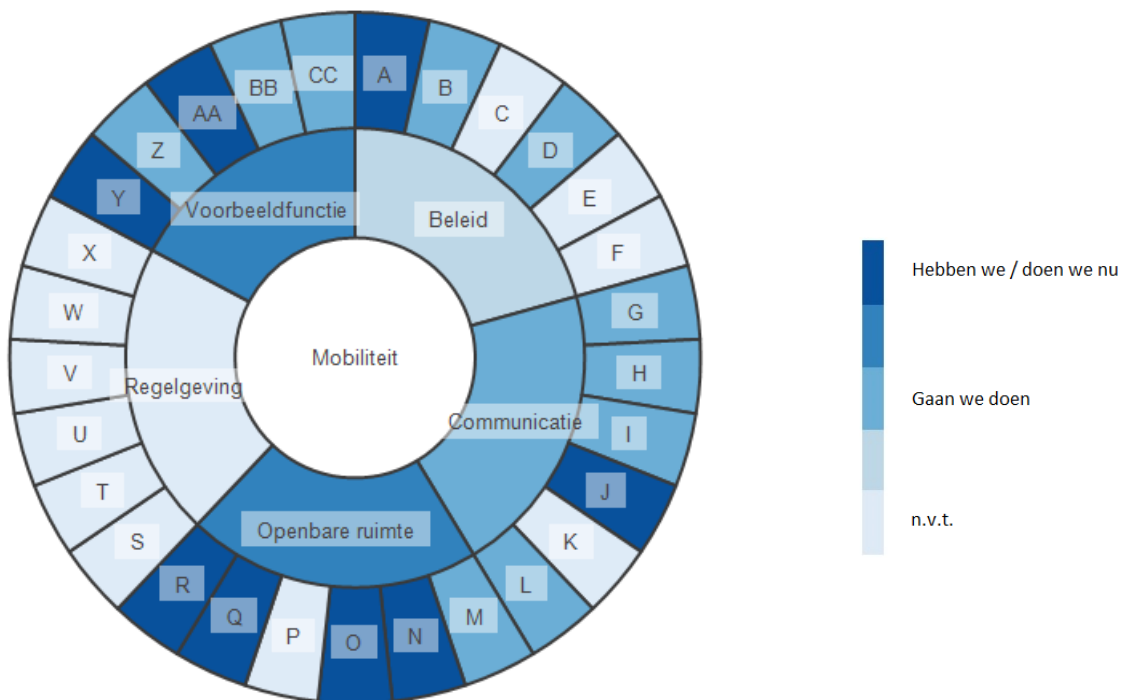 A
B
C
D
E
F
G
H
I
J
K
L
M
N
O
P
Q
R
S
T
U
V
W
X
Y
Z
AA
BB
CC
Voorbeeldfunctie
Beleid
Mobiliteit
Regelgeving
Communicatie
Openbare ruimte
Hebben we / doen we nu
Gaan we doen
n.v.t.